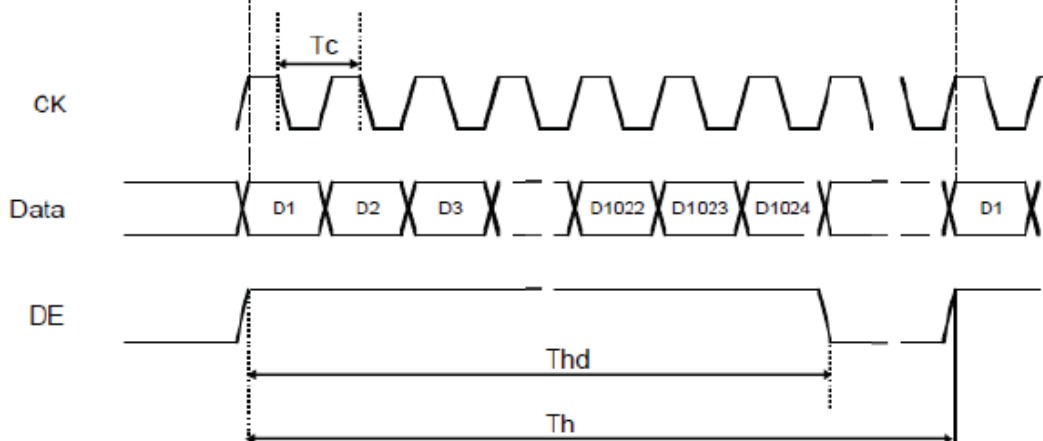 Tc
CK
Data D1 D2 D3 D1022 D1023 D1024 D1
DE
Thd
Th